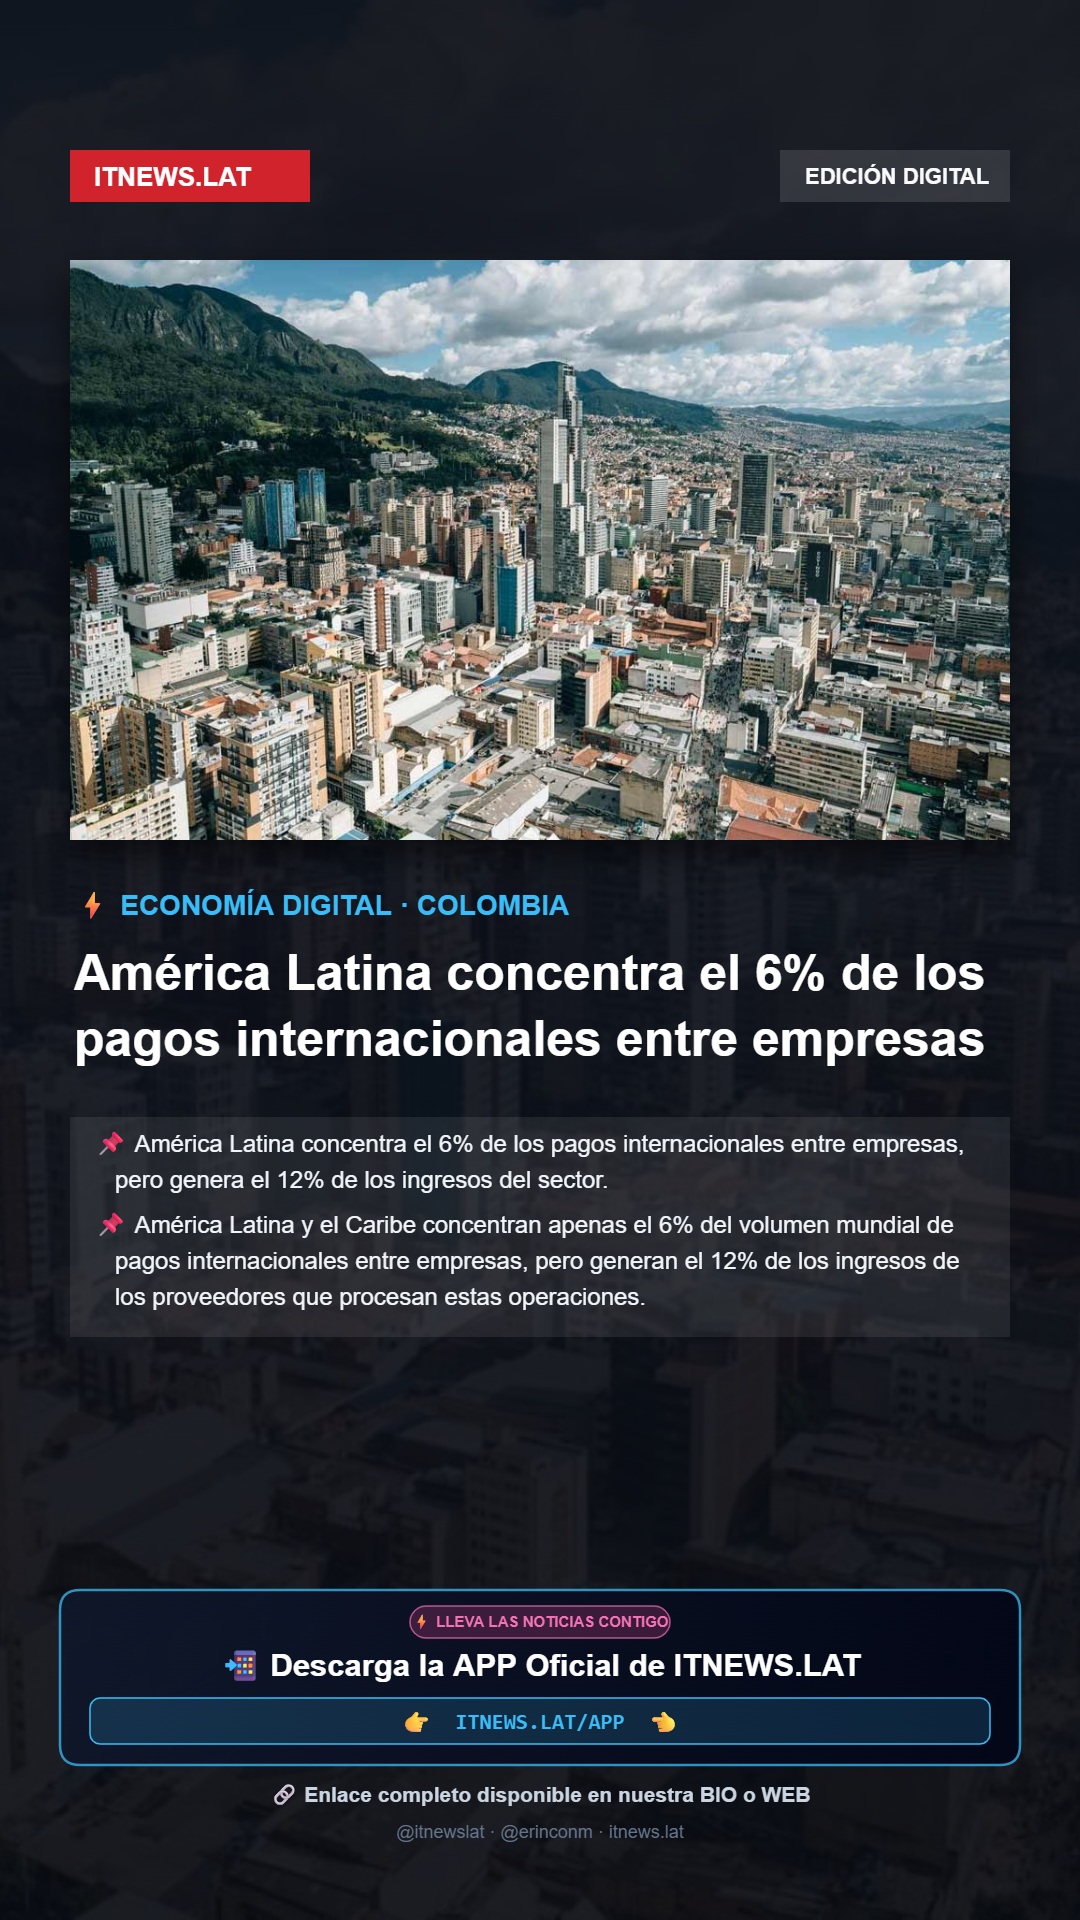 ITNEWS.LAT
EDICIÓN DIGITAL
⚡ ECONOMÍA DIGITAL · COLOMBIA
América Latina concentra el 6% de los
pagos internacionales entre empresas
📌 América Latina concentra el 6% de los pagos internacionales entre empresas,
pero genera el 12% de los ingresos del sector.
📌 América Latina y el Caribe concentran apenas el 6% del volumen mundial de
pagos internacionales entre empresas, pero generan el 12% de los ingresos de
los proveedores que procesan estas operaciones.
⚡ LLEVA LAS NOTICIAS CONTIGO
📲 Descarga la APP Oficial de ITNEWS.LAT
👉 ITNEWS.LAT/APP 👈
🔗 Enlace completo disponible en nuestra BIO o WEB
@itnewslat · @erinconm · itnews.lat